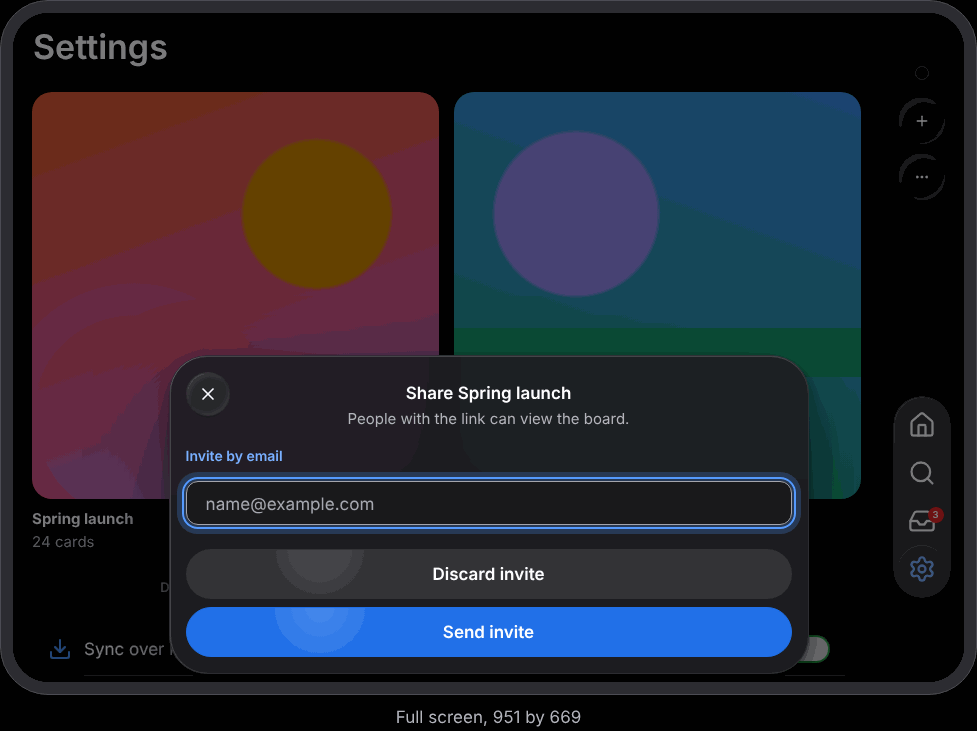 Settings
Share Spring launch
People with the link can view the board.
Invite by email
name@example.com
Discard invite
Send invite
Spring launch
24 cards
D
Sync over
3
Full screen, 951 by 669